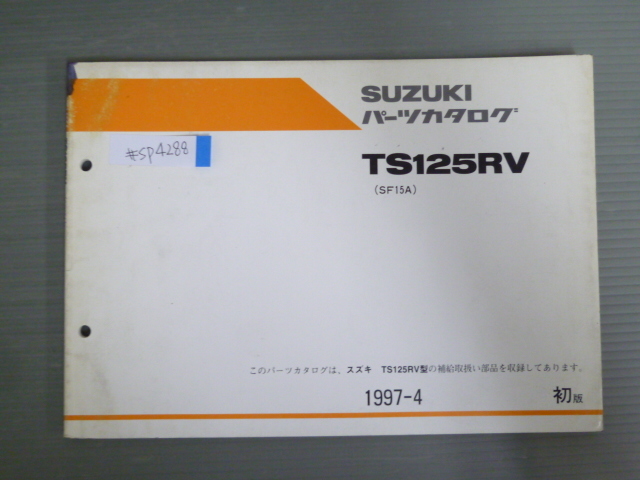 SUZUKI
パーツカタログ
#SP4288
TS125RV
(SF15A)
このパーツカタログは、スズキ TS125RV型の補給取扱い部品を収録してあります。
1997-4 初版